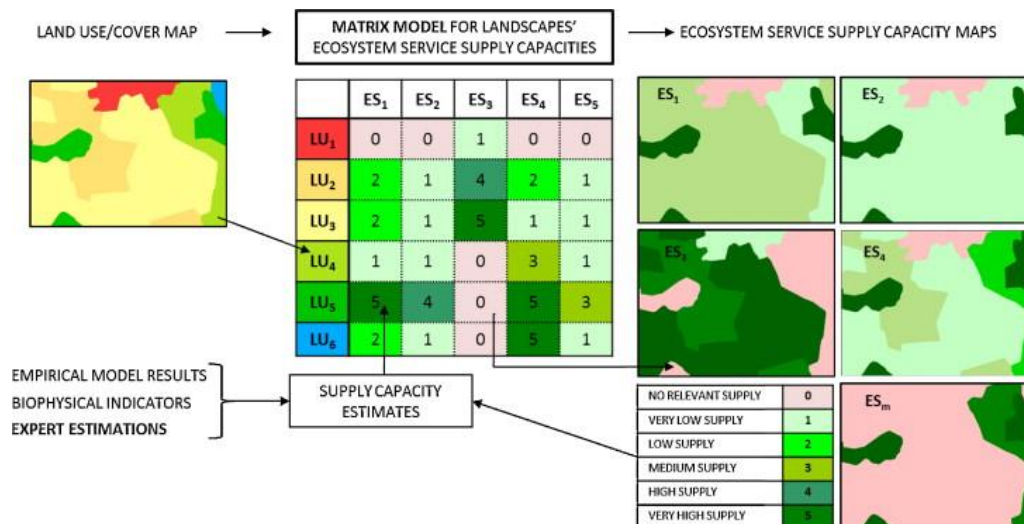 LAND USE/COVER MAP
MATRIX MODEL FOR LANDSCAPES'
ECOSYSTEM SERVICE SUPPLY CAPACITIES
ECOSYSTEM SERVICE SUPPLY CAPACITY MAPS
ES₁ ES₂ ES₃ ES₄ ES₅
LU₁ 0 0 1 0 0
LU₂ 2 1 4 2 1
LU₃ 2 1 5 1 1
LU₄ 1 1 0 3 1
LU₅ 5 4 0 5 3
LU₆ 2 1 0 5 1
ES₁
ES₂
ES₃
ES₄
ESₘ
EMPIRICAL MODEL RESULTS
BIOPHYSICAL INDICATORS
EXPERT ESTIMATIONS
SUPPLY CAPACITY
ESTIMATES
NO RELEVANT SUPPLY 0
VERY LOW SUPPLY 1
LOW SUPPLY 2
MEDIUM SUPPLY 3
HIGH SUPPLY 4
VERY HIGH SUPPLY 5